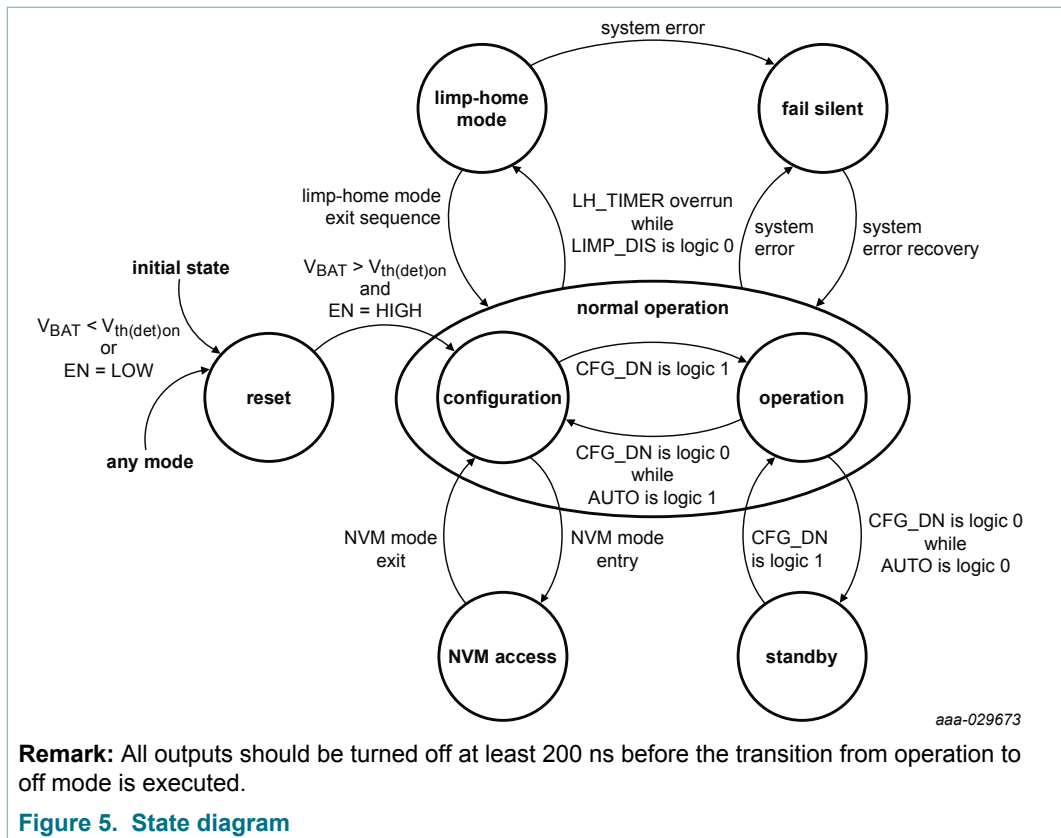 system error
limp-home
mode
fail silent
limp-home mode
exit sequence
LH_TIMER overrun
while
LIMP_DIS is logic 0
system
error
system
error recovery
initial state
VBAT > Vth(det)on
and
EN = HIGH
normal operation
VBAT < Vth(det)on
or
EN = LOW
reset
configuration
CFG_DN is logic 1
operation
any mode
CFG_DN is logic 0
while
AUTO is logic 1
NVM mode
exit
NVM mode
entry
CFG_DN
is logic 1
CFG_DN is logic 0
while
AUTO is logic 0
NVM access
standby
aaa-029673
Remark: All outputs should be turned off at least 200 ns before the transition from operation to
off mode is executed.
Figure 5. State diagram